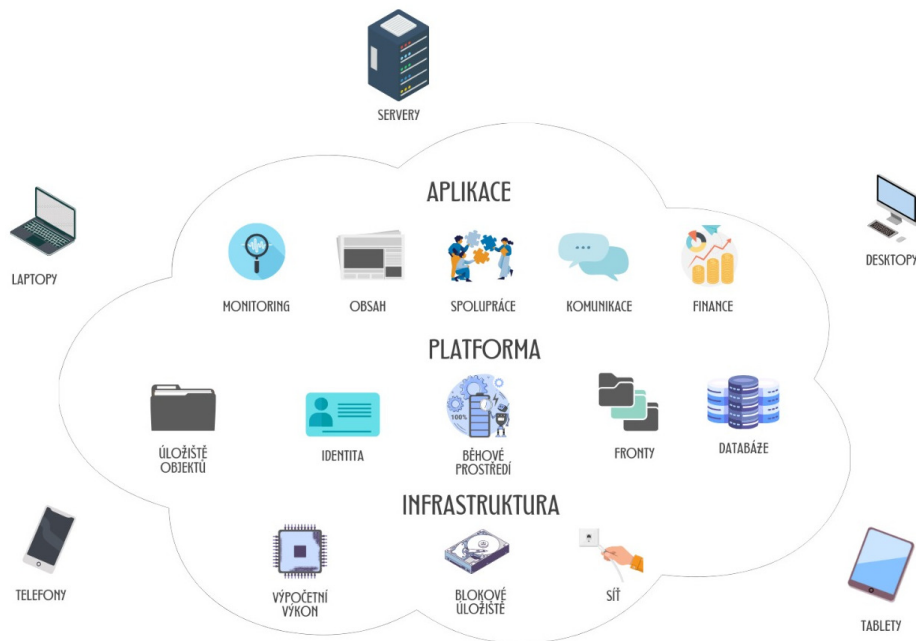 SERVERY
APLIKACE
LAPTOPY
DESKTOPY
MONITORING
OBSAH
SPOLUPRÁCE
KOMUNIKACE
FINANCE
PLATFORMA
100%
ÚLOŽIŠTĚ
OBJEKTŮ
IDENTITA
BĚHOVÉ
PROSTŘEDÍ
FRONTY
DATABÁZE
INFRASTRUKTURA
TELEFONY
VÝPOČETNÍ
VÝKON
BLOKOVÉ
ÚLOŽIŠTĚ
SÍŤ
TABLETY